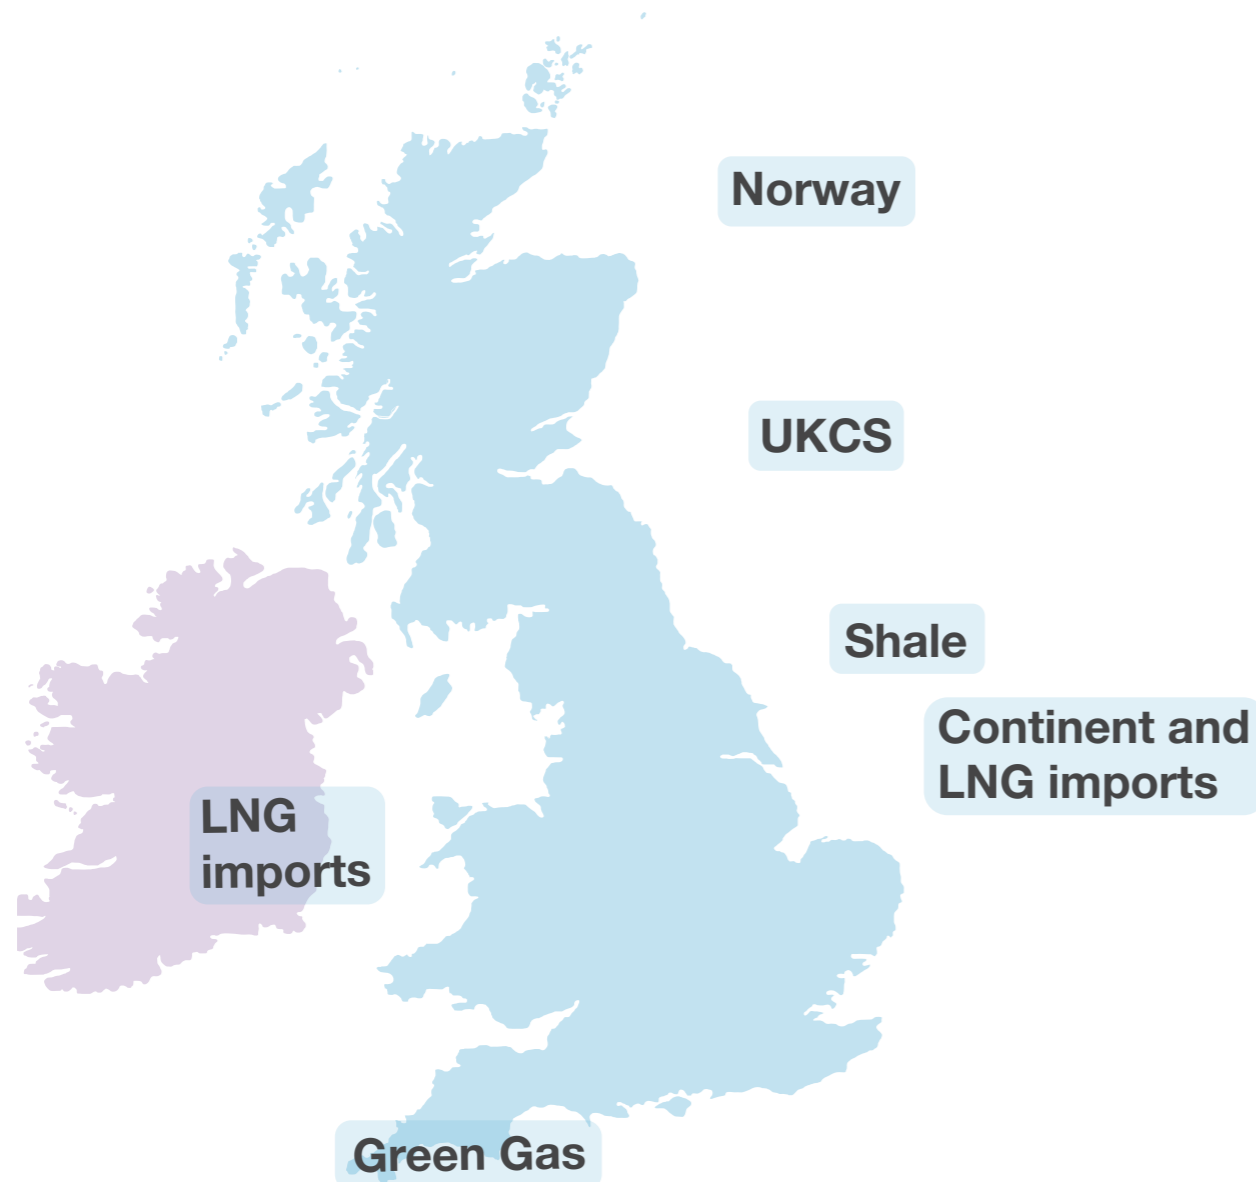 Norway
UKCS
Shale
Continent and
LNG imports
LNG
imports
Green Gas